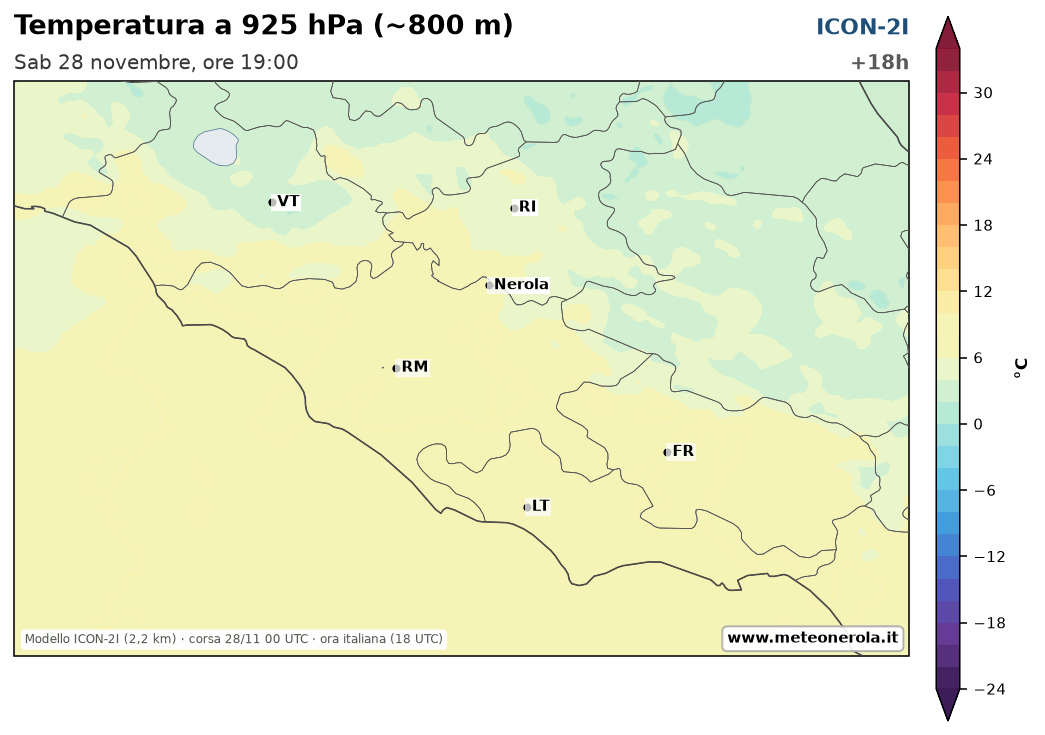 Temperatura a 925 hPa (~800 m)
ICON-2I
Sab 28 novembre, ore 19:00
+18h
VT
RI
Nerola
RM
FR
LT
30
24
18
12
6
0
−6
−12
−18
−24
°C
Modello ICON-2I (2,2 km) · corsa 28/11 00 UTC · ora italiana (18 UTC)
www.meteonerola.it